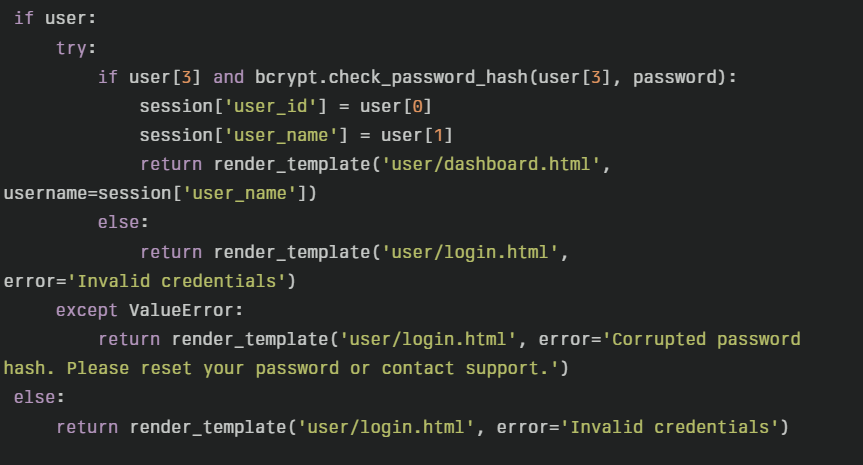 if user:
    try:
        if user[3] and bcrypt.check_password_hash(user[3], password):
            session['user_id'] = user[0]
            session['user_name'] = user[1]
            return render_template('user/dashboard.html',
username=session['user_name'])
        else:
            return render_template('user/login.html',
error='Invalid credentials')
    except ValueError:
        return render_template('user/login.html', error='Corrupted password
hash. Please reset your password or contact support.')
else:
    return render_template('user/login.html', error='Invalid credentials')